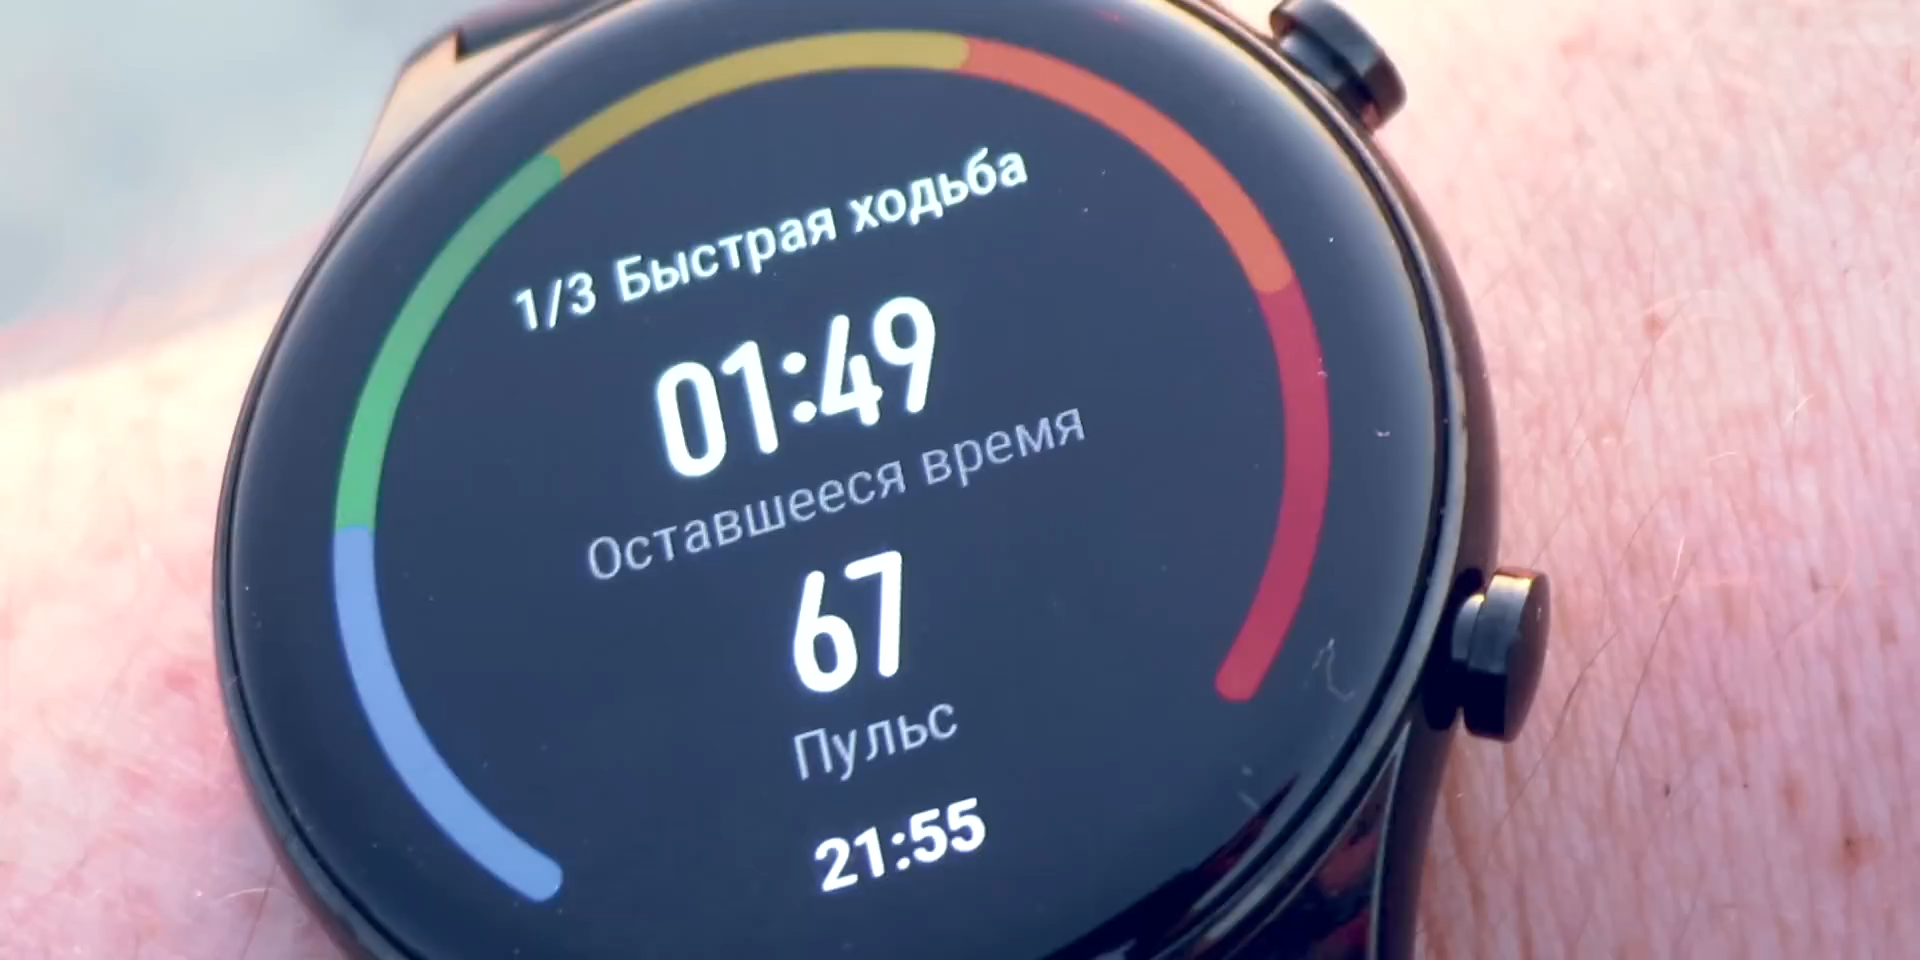 1/3 Быстрая ходьба
01:49
Оставшееся время
67
Пульс
21:55